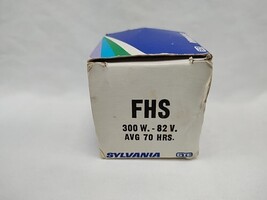 FHS
300 W. - 82 V.
AVG 70 HRS.
SYLVANIA GTE